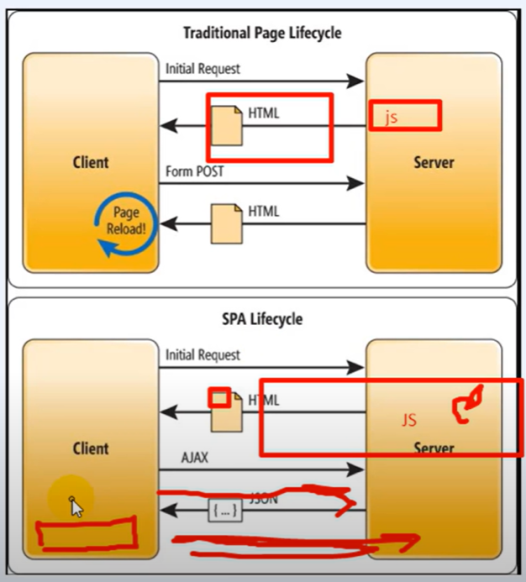 Traditional Page Lifecycle
Initial Request
HTML
js
Client
Server
Form POST
Page
Reload!
HTML
SPA Lifecycle
Initial Request
HTML
JS
Client
Server
AJAX
JSON
{...}